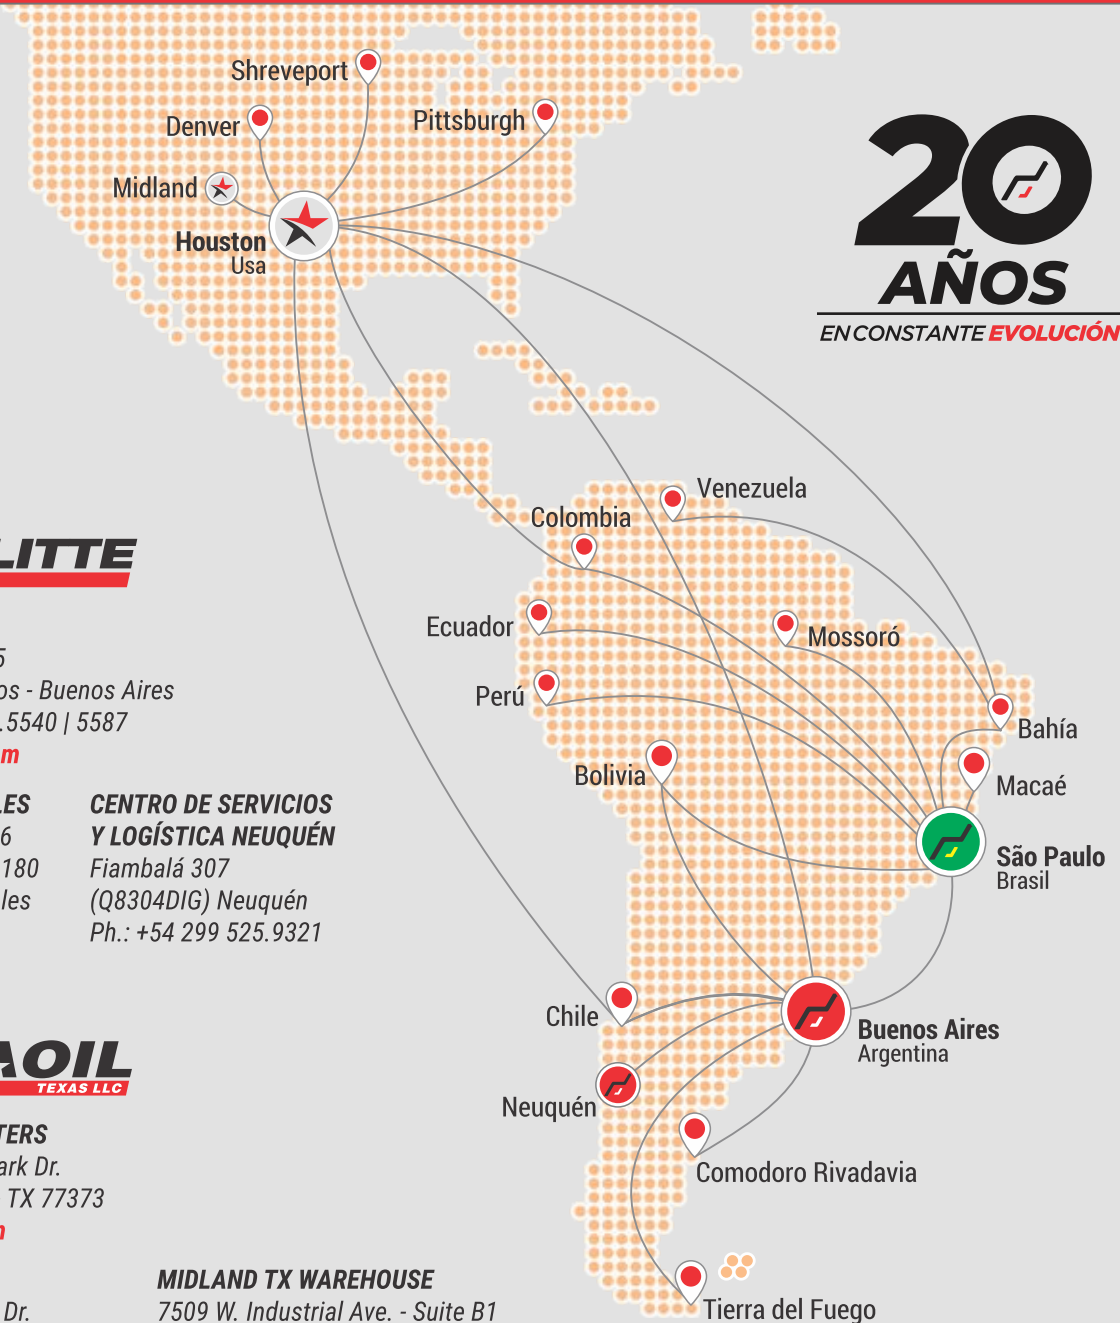 Shreveport
Denver
Pittsburgh
Midland
Houston
Usa
20
AÑOS
EN CONSTANTE EVOLUCIÓN
Venezuela
Colombia
Ecuador
Mossoró
Perú
Bahía
Bolivia
Macaé
São Paulo
Brasil
Chile
Buenos Aires
Argentina
Neuquén
Comodoro Rivadavia
Tierra del Fuego
LITTE
5
os - Buenos Aires
.5540 | 5587
m
LES
6
180
les
CENTRO DE SERVICIOS
Y LOGÍSTICA NEUQUÉN
Fiambalá 307
(Q8304DIG) Neuquén
Ph.: +54 299 525.9321
AOIL
TEXAS LLC
TERS
ark Dr.
TX 77373
Dr.
MIDLAND TX WAREHOUSE
7509 W. Industrial Ave. - Suite B1